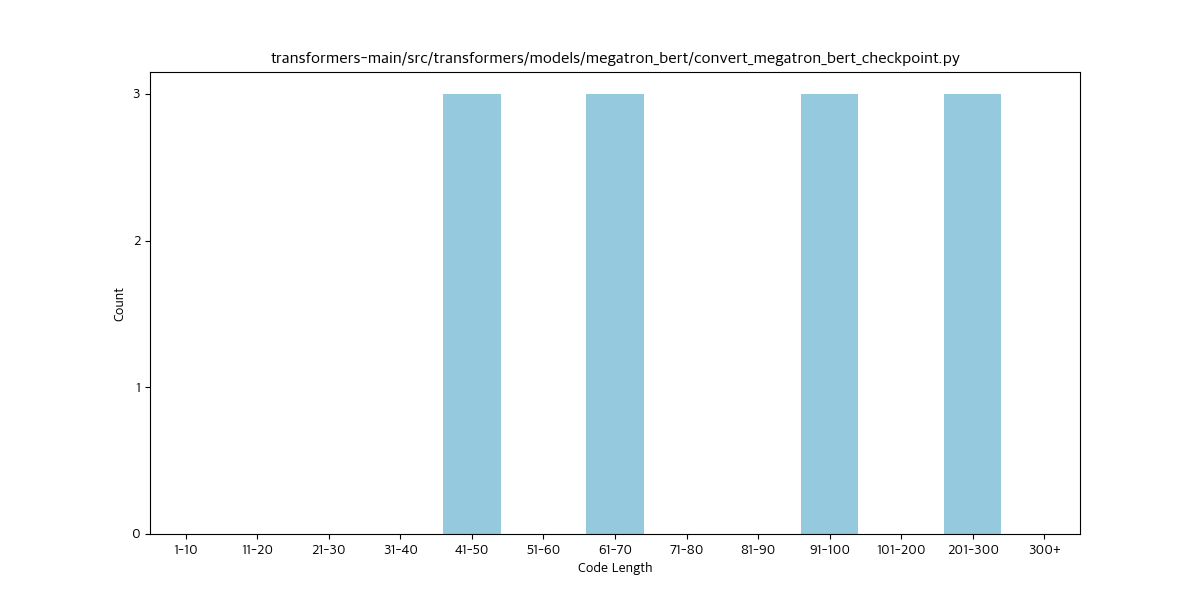 transformers-main/src/transformers/models/megatron_bert/convert_megatron_bert_checkpoint.py
3
2
1
0
Count
1-10 11-20 21-30 31-40 41-50 51-60 61-70 71-80 81-90 91-100 101-200 201-300 300+
Code Length